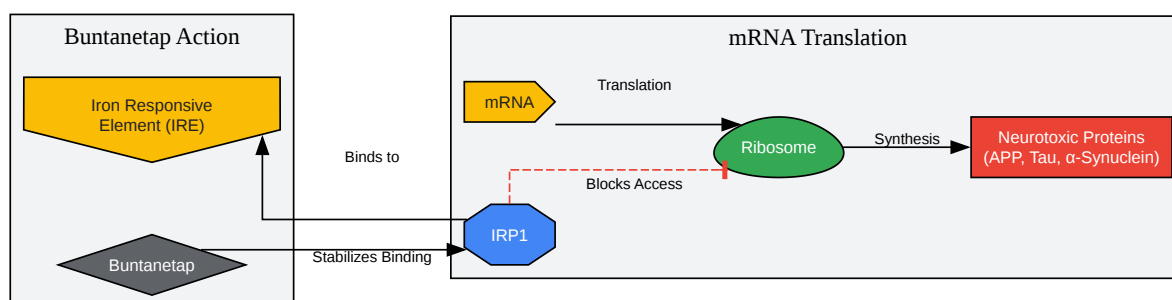 Buntanetap Action
Iron Responsive
Element (IRE)
Buntanetap
Binds to
Stabilizes Binding
mRNA Translation
mRNA
Translation
Ribosome
Synthesis
Neurotoxic Proteins
(APP, Tau, α-Synuclein)
Blocks Access
IRP1